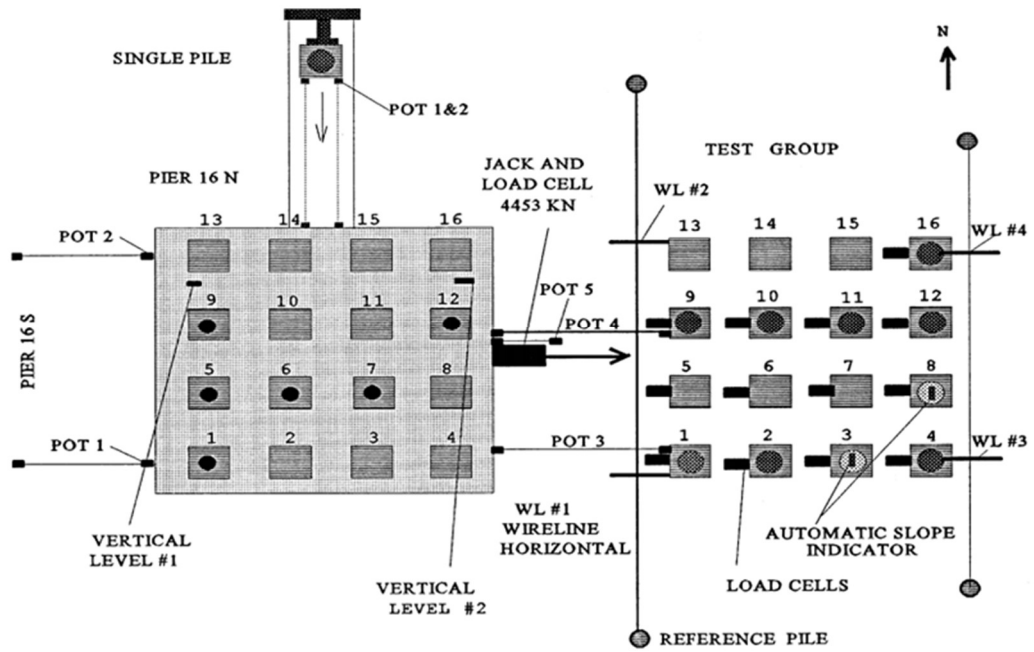 N
SINGLE PILE
POT 1&2
TEST GROUP
JACK AND
LOAD CELL
4453 KN
PIER 16 N
WL #2
13 14 15 16
13 14 15 16
POT 2
WL #4
POT 5
9 10 11 12
POT 4
9 10 11 12
PIER 16S
5 6 7 8
5 6 7 8
POT 1
1 2 3 4
POT 3
1 2 3 4
WL #3
WL #1
WIRELINE
HORIZONTAL
VERTICAL
LEVEL #1
AUTOMATIC SLOPE
INDICATOR
VERTICAL
LEVEL #2
LOAD CELLS
REFERENCE PILE